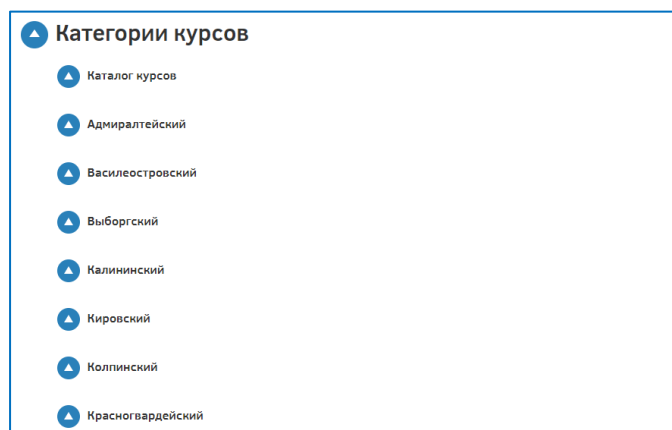 Категории курсов
Каталог курсов
Адмиралтейский
Василеостровский
Выборгский
Калининский
Кировский
Колпинский
Красногвардейский